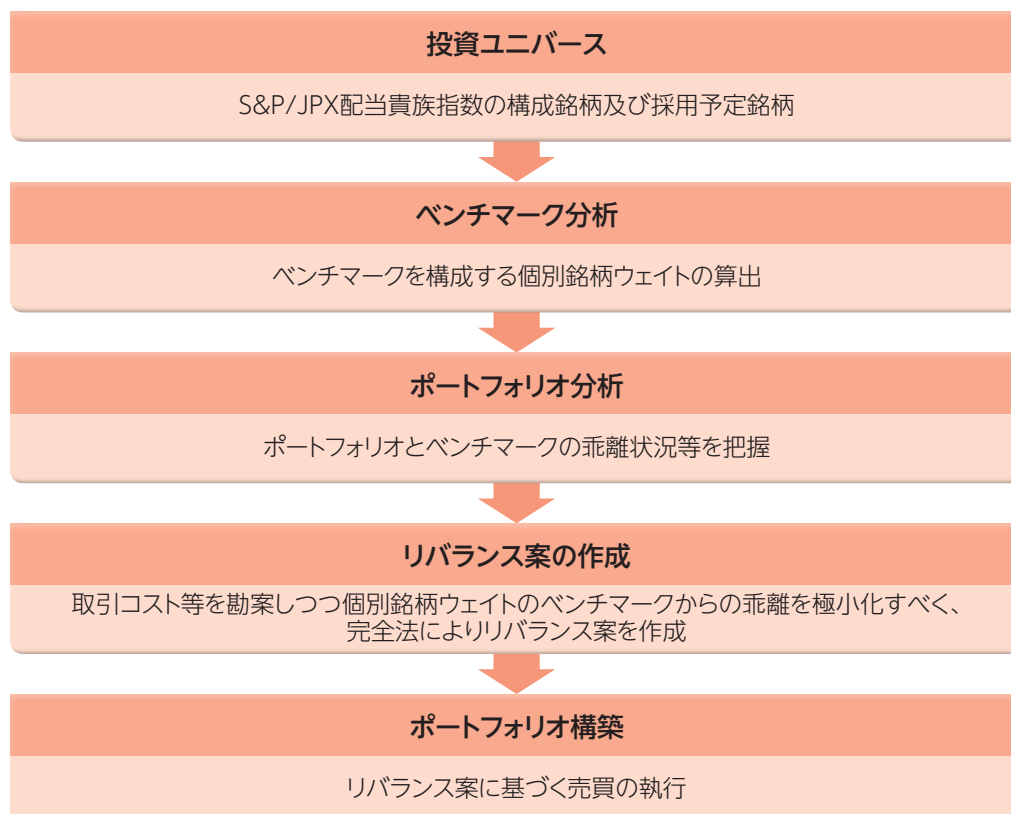 投資ユニバース
S&P/JPX配当貴族指数の構成銘柄及び採用予定銘柄
ベンチマーク分析
ベンチマークを構成する個別銘柄ウェイトの算出
ポートフォリオ分析
ポートフォリオとベンチマークの乖離状況等を把握
リバランス案の作成
取引コスト等を勘案しつつ個別銘柄ウェイトのベンチマークからの乖離を極小化すべく、
完全法によりリバランス案を作成
ポートフォリオ構築
リバランス案に基づく売買の執行